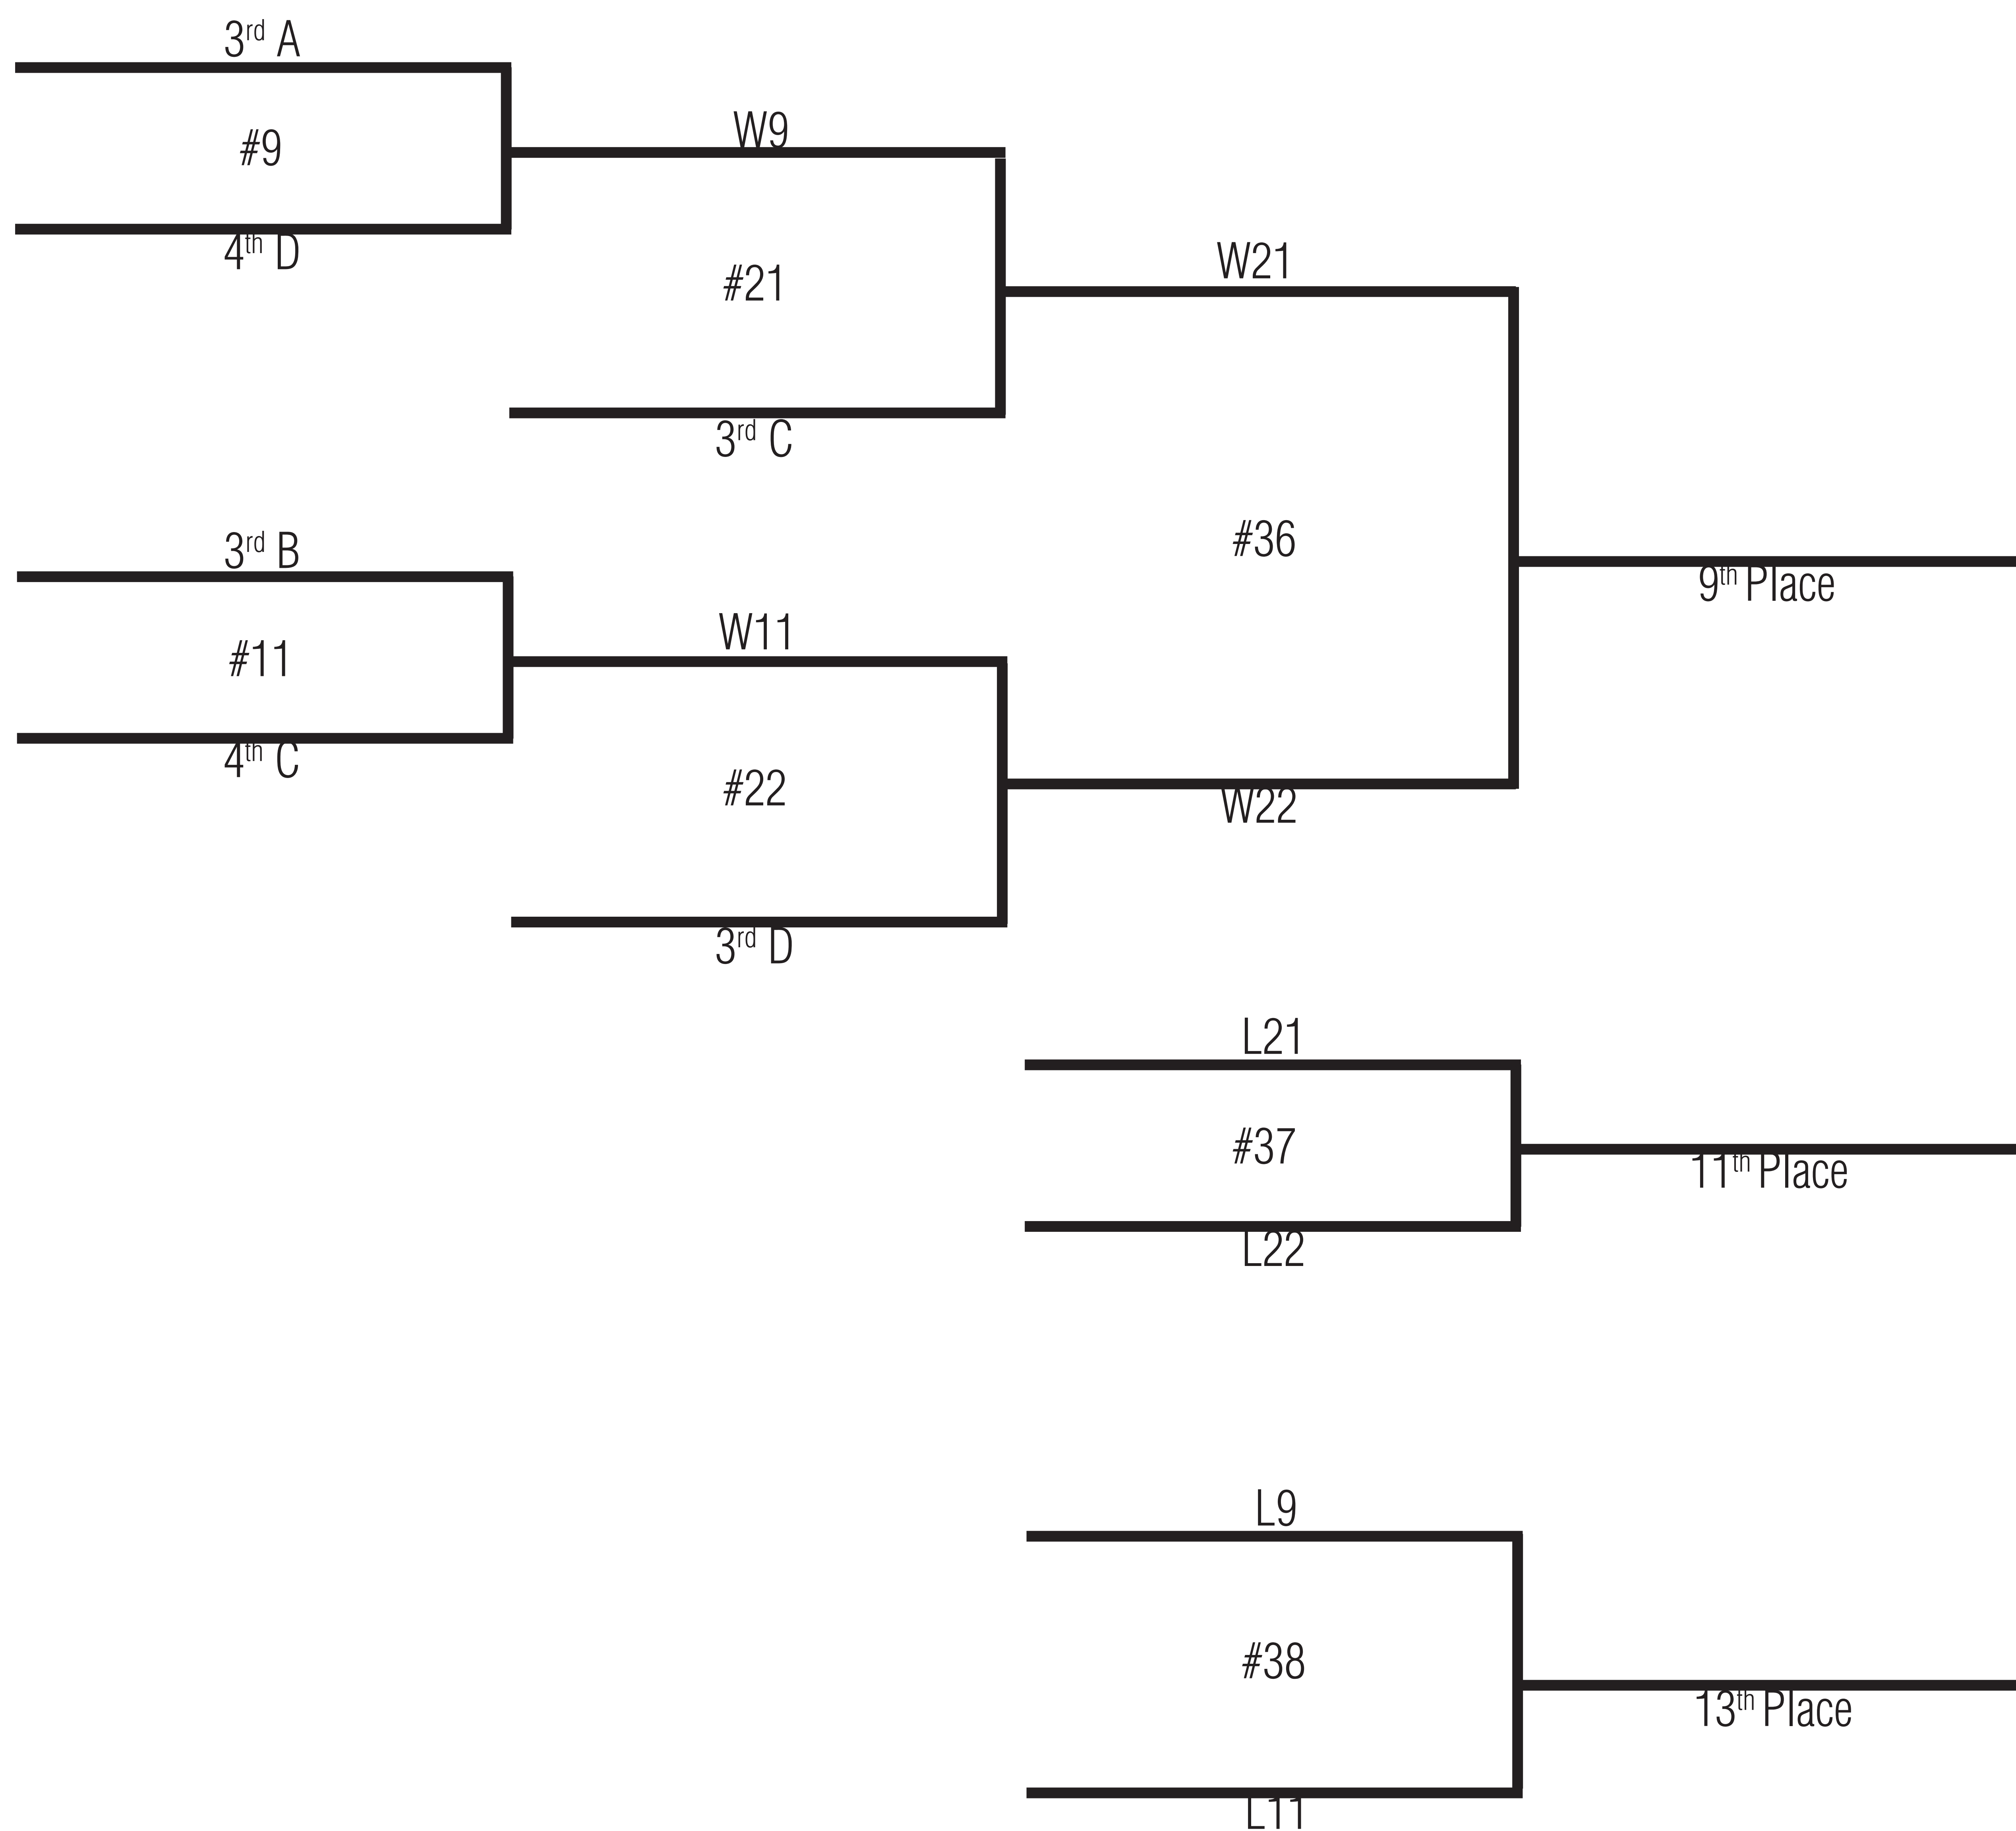 3rd A
#9
4th D
W9
#21
3rd C
W21
#36
W22
9th Place
3rd B
#11
4th C
W11
#22
3rd D
L21
#37
L22
11th Place
L9
#38
L11
13th Place